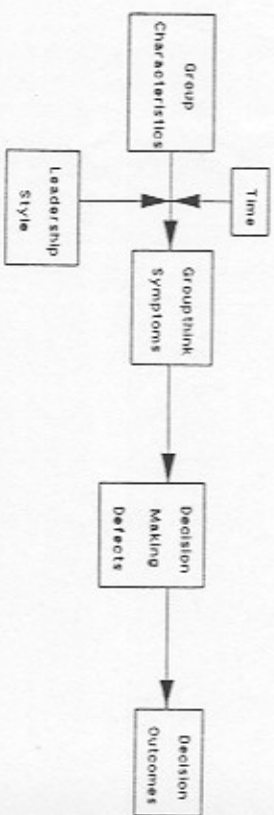 Group
Characteristics
Time
Leadership
Style
Groupthink
Symptoms
Decision
Making
Defects
Decision
Outcomes